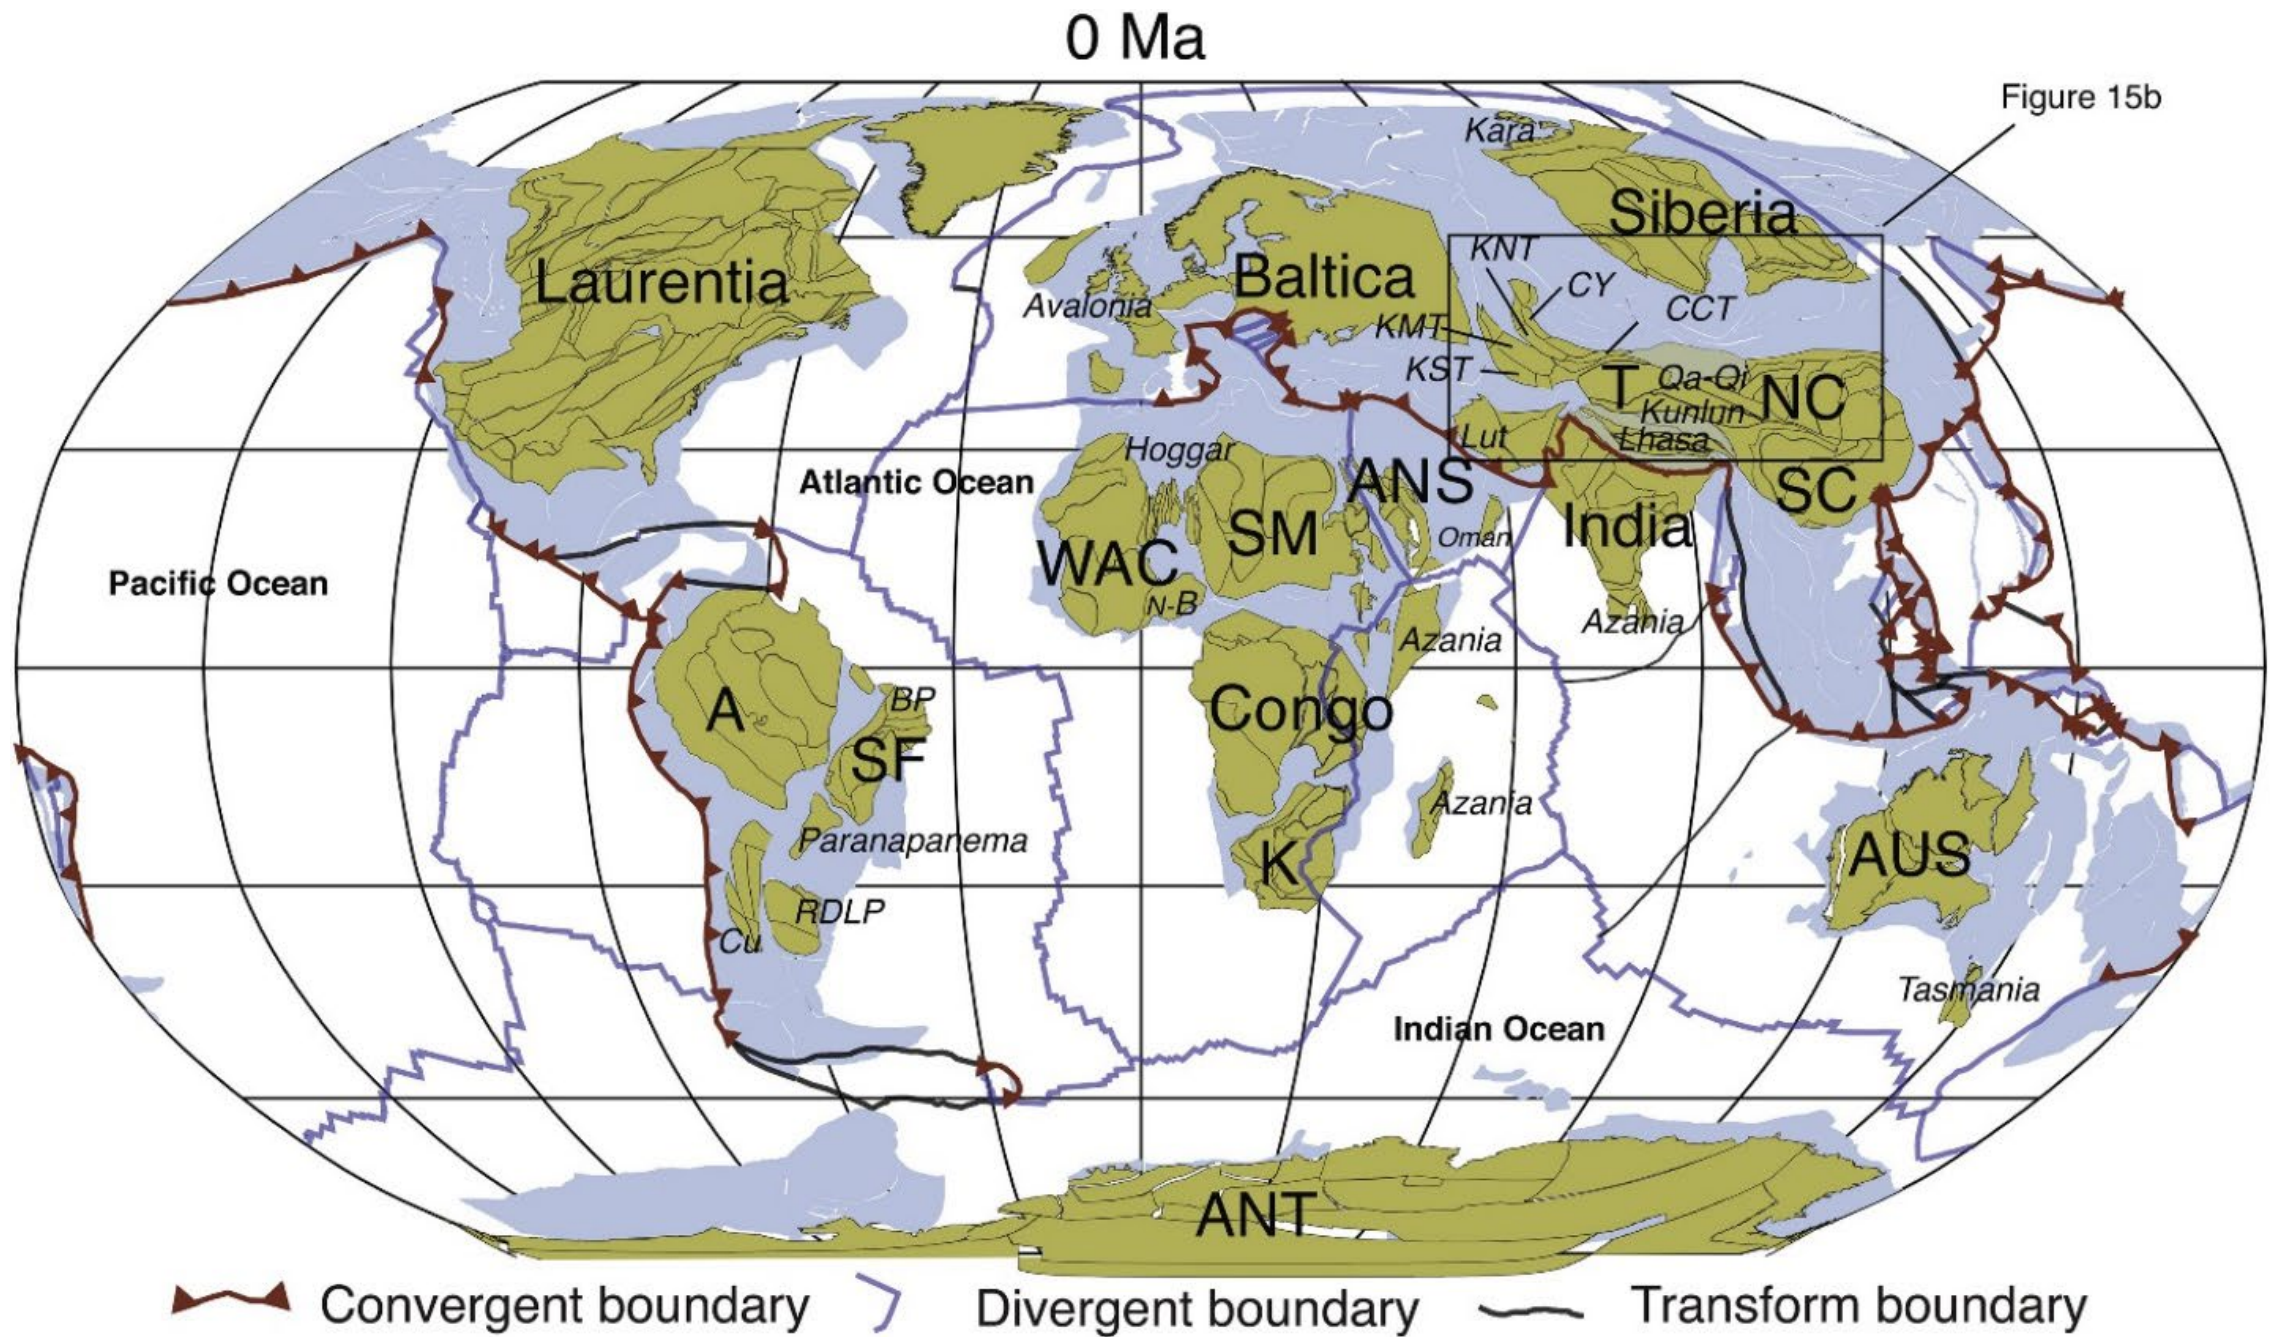 0 Ma
Figure 15b
Kara
Siberia
KNT
Laurentia
Baltica
CY
Avalonia
CCT
KMT
KST
T
Qa-Qi
NC
Kunlun
Lut
Lhasa
Hoggar
Atlantic Ocean
ANS
SC
SM
India
Oman
WAC
Pacific Ocean
N-B
Azania
Azania
A
BP
Congo
SF
Azania
Paranapanema
K
AUS
RDLP
Cu
Tasmania
Indian Ocean
ANT
Convergent boundary
Divergent boundary
Transform boundary